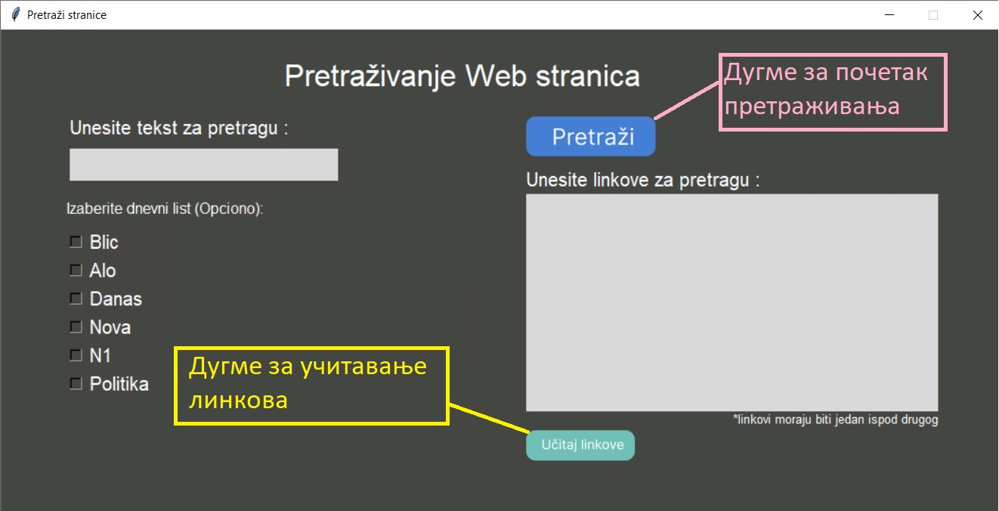 Pretraži stranice
Pretraživanje Web stranica
Дугме за почетак
претраживања
Unesite tekst za pretragu :
Pretraži
Unesite linkove za pretragu :
Izaberite dnevni list (Opciono):
Blic
Alo
Danas
Nova
N1
Politika
Дугме за учитавање
линкова
*linkovi moraju biti jedan ispod drugog
Učitaj linkove